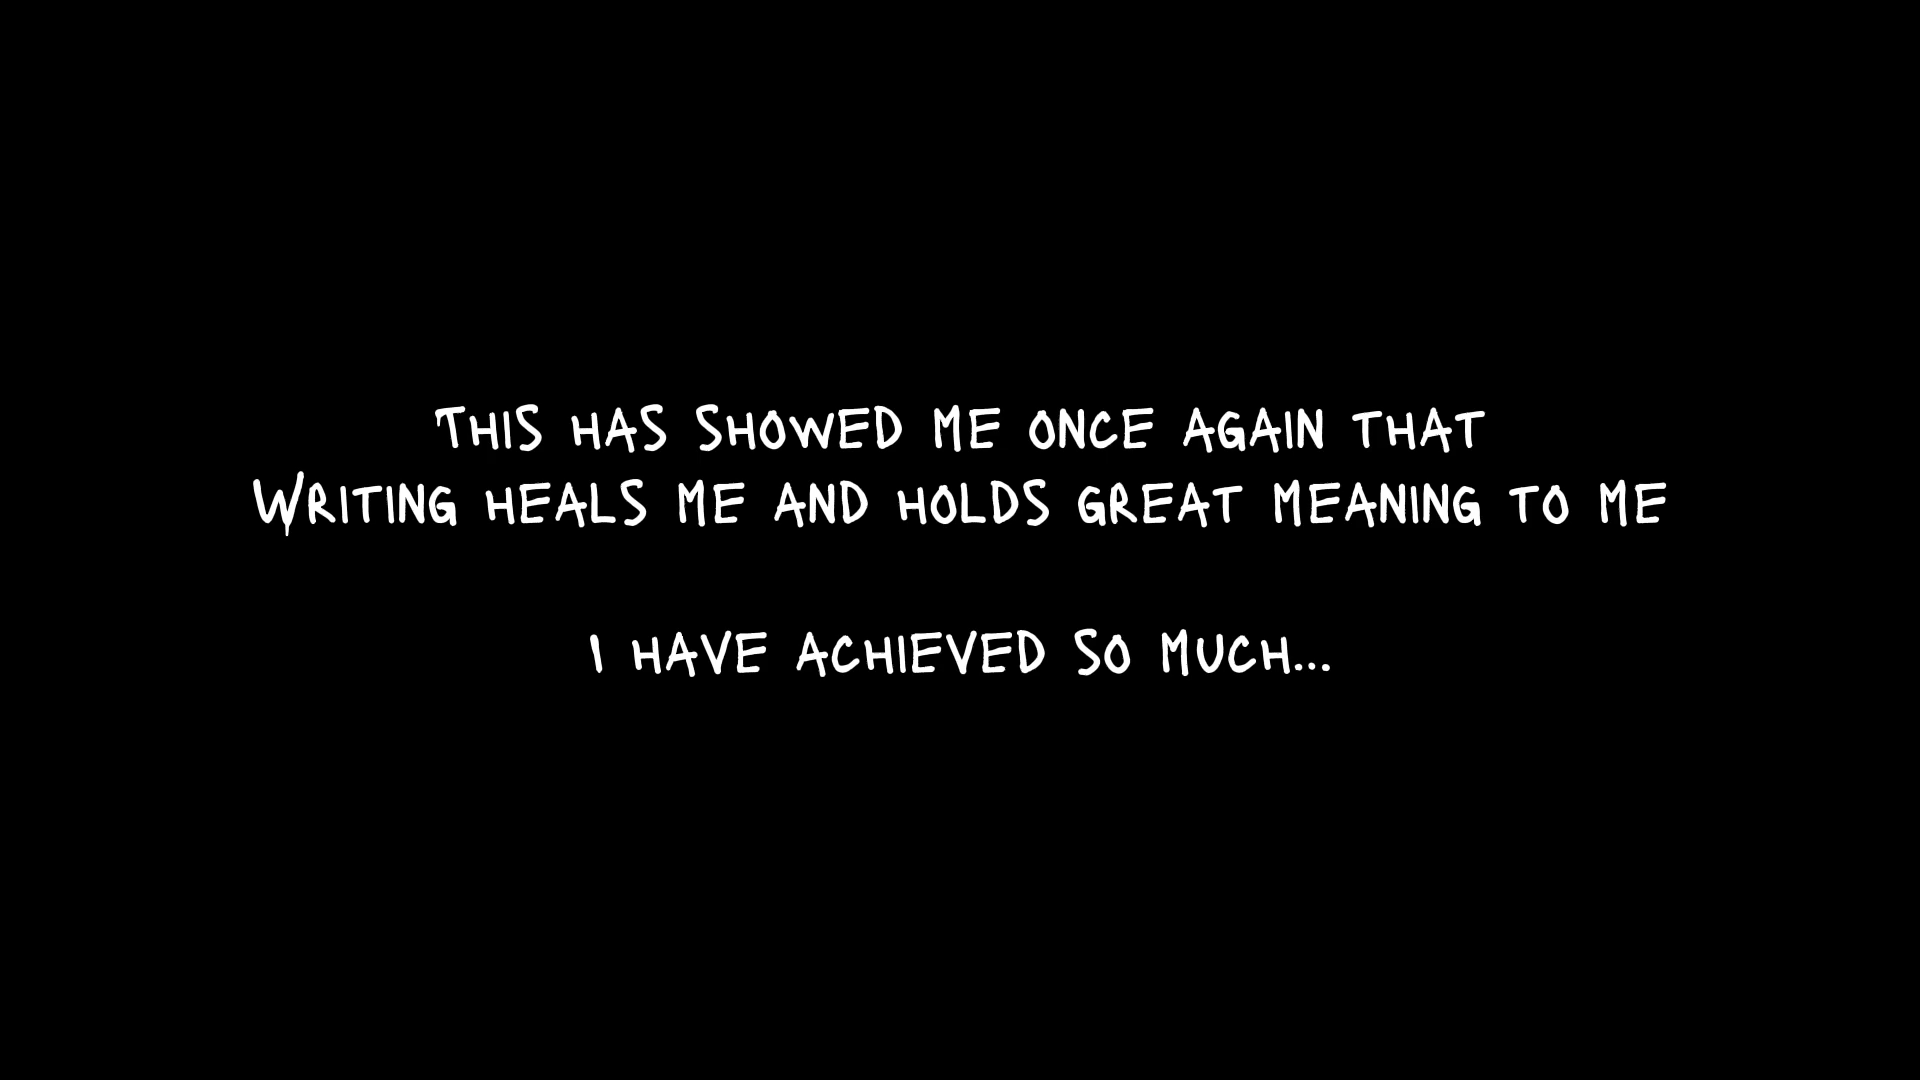 This has showed me once again that
Writing heals me and holds great meaning to me
I have achieved so much...